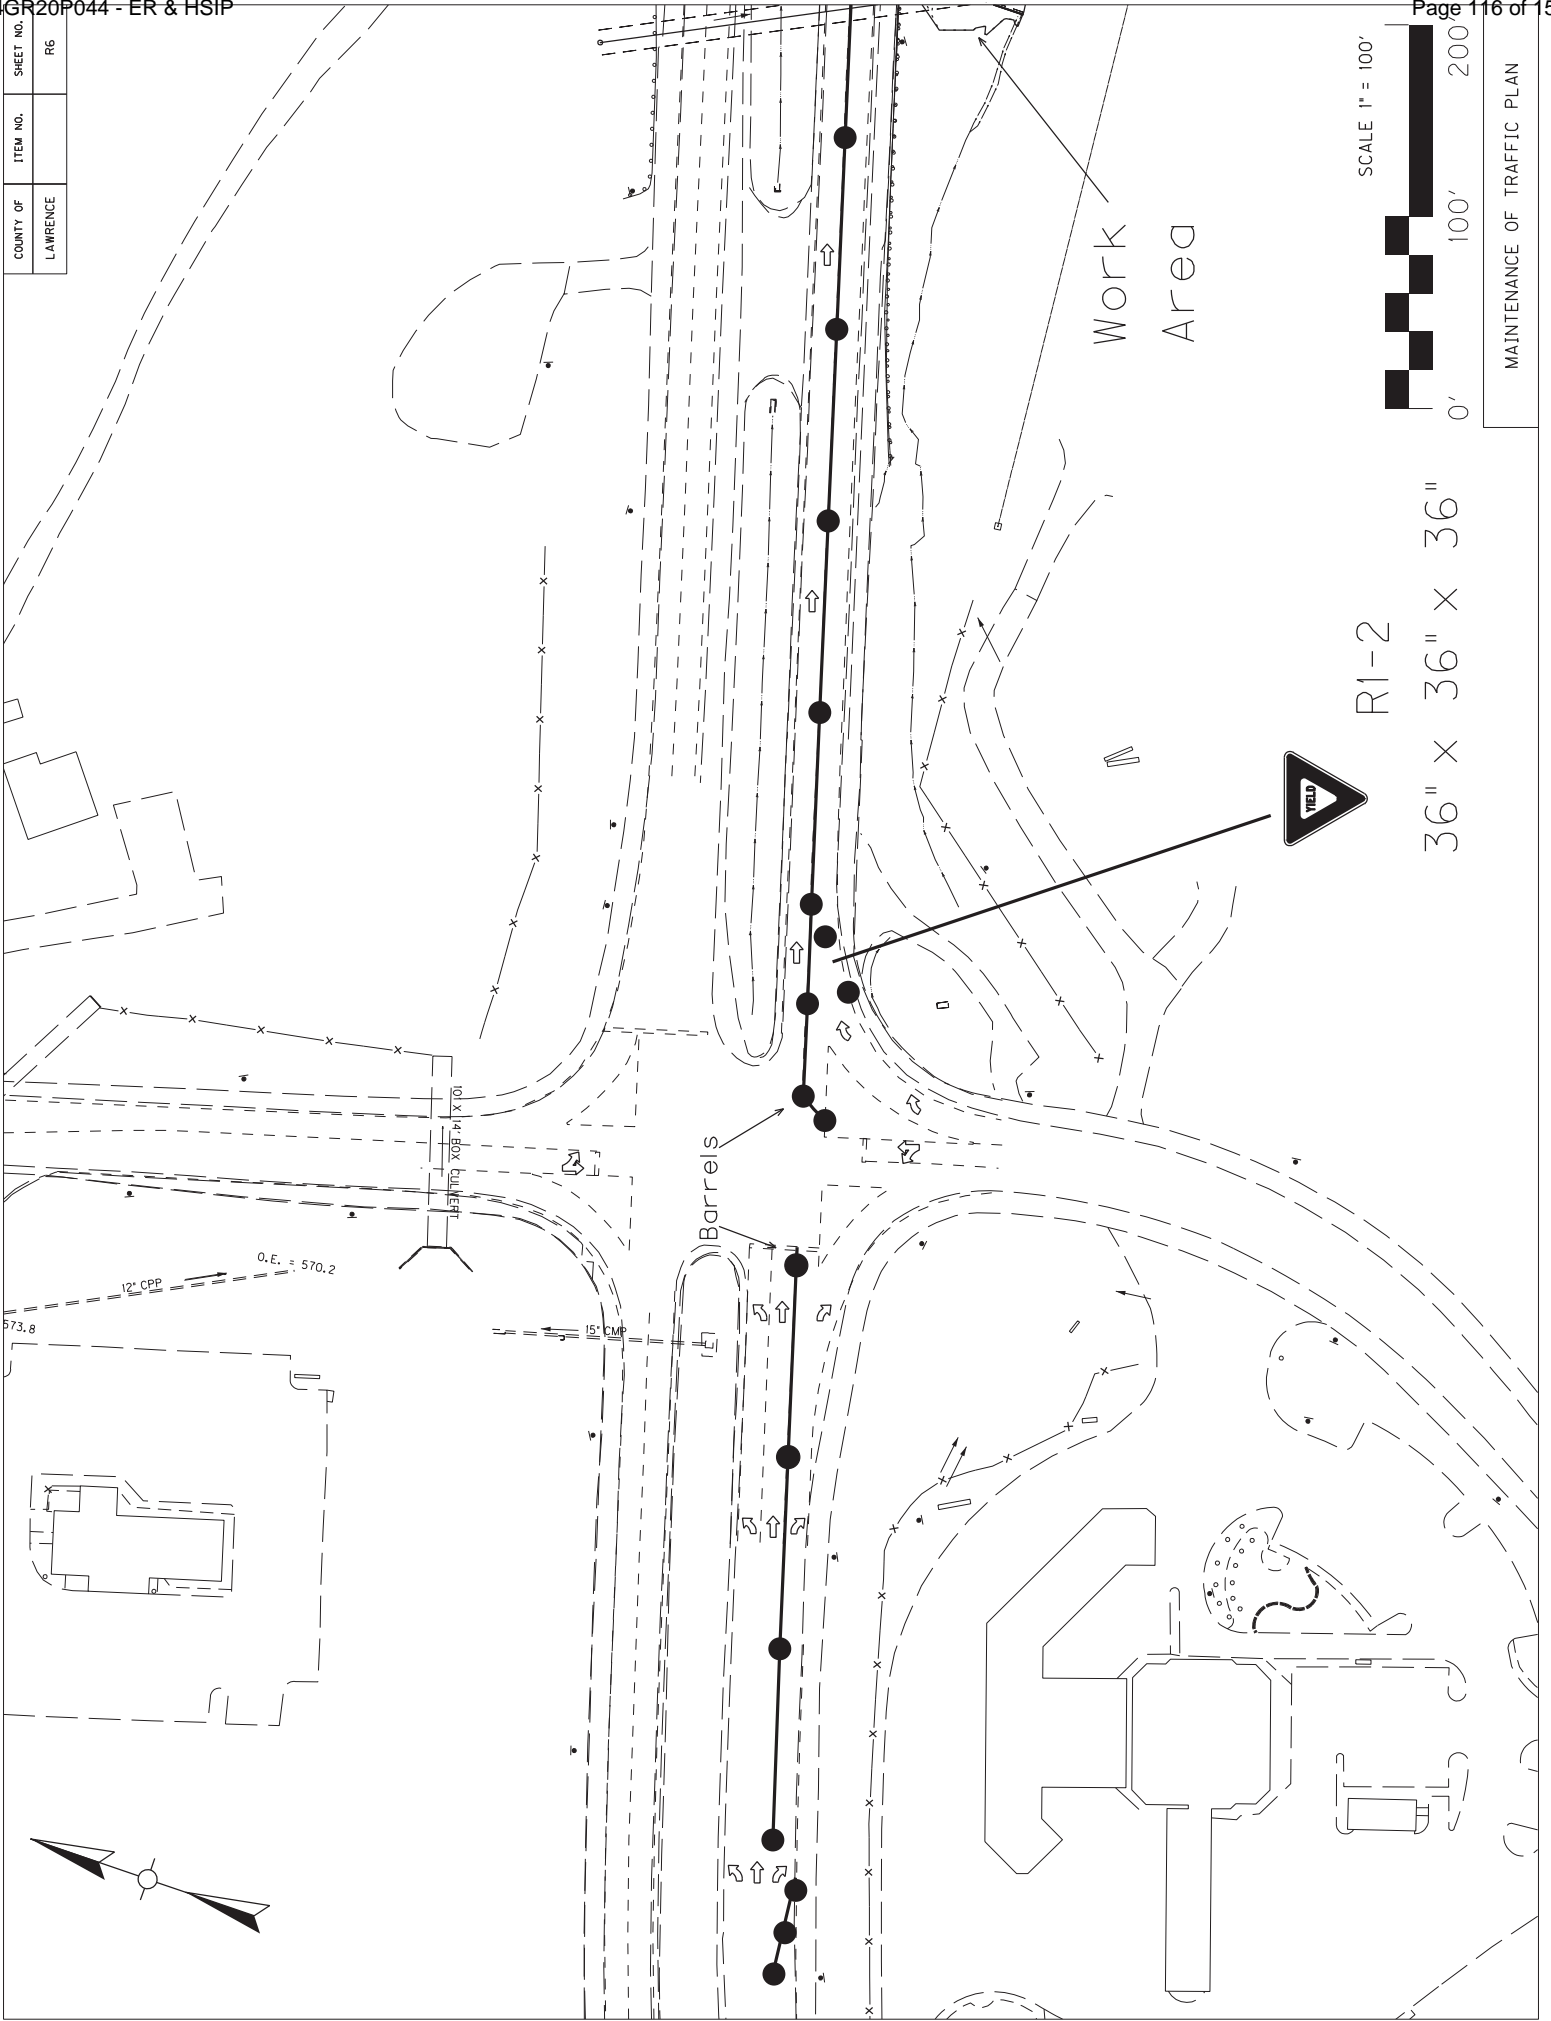 GR20P044 - ER & HSIP
Page 116 of 15
COUNTY OF
ITEM NO.
SHEET NO.
LAWRENCE
R6
Work
Area
SCALE 1" = 100'
0'
100'
200'
MAINTENANCE OF TRAFFIC PLAN
R1-2
36" X 36" X 36"
YIELD
10' X 14' BOX CULVERT
Barrels
O.E. = 570.2
12" CPP
573.8
15" CMP